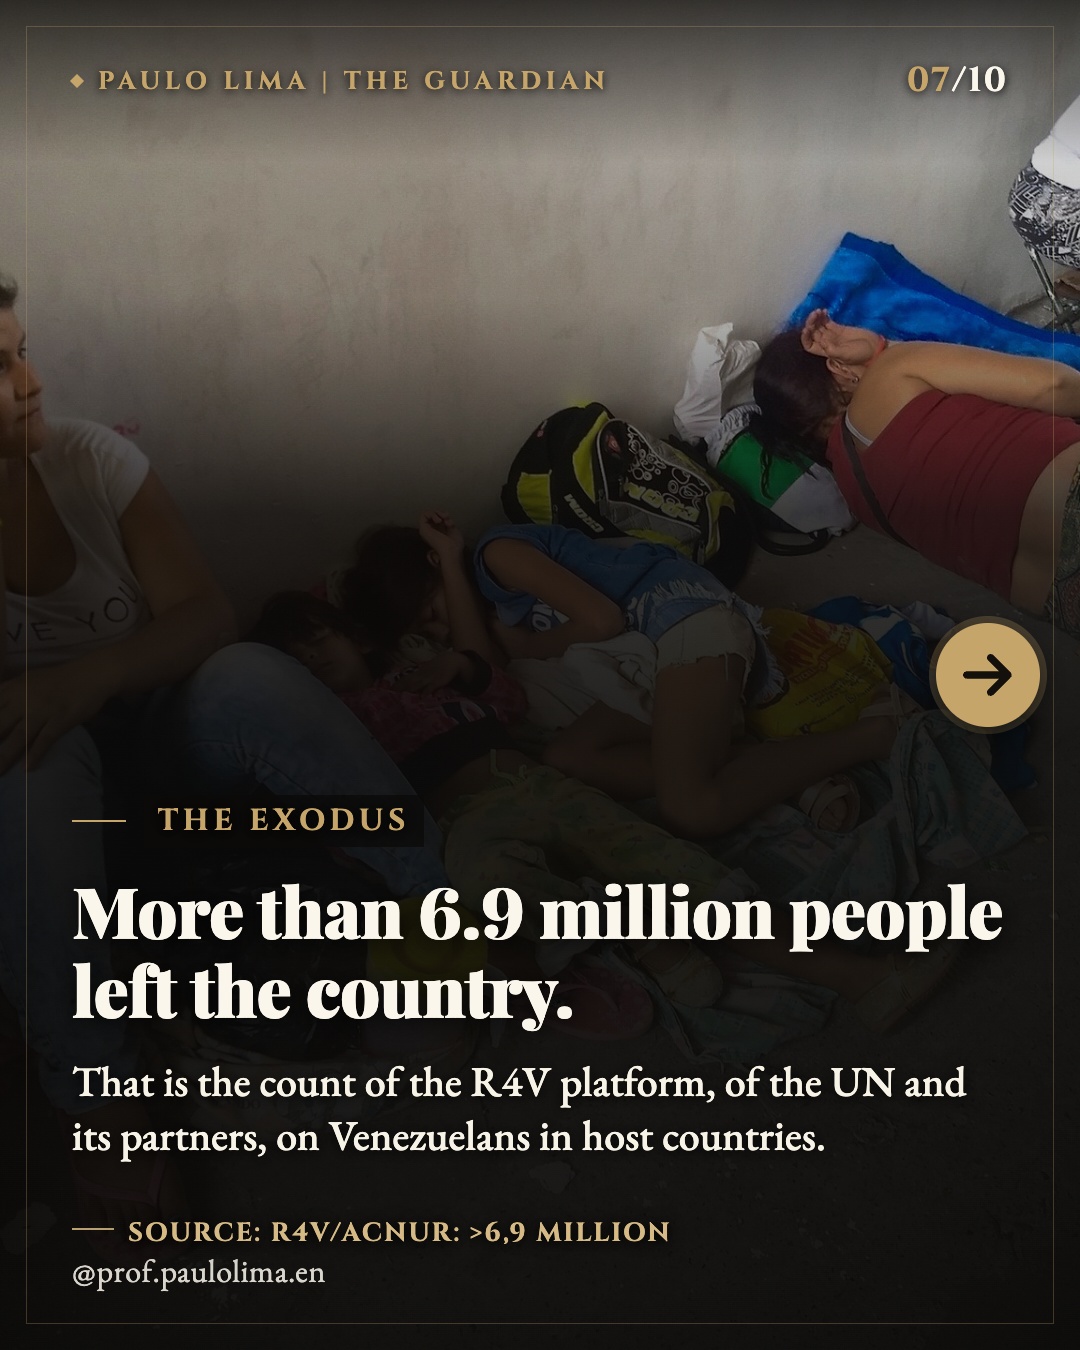 PAULO LIMA | THE GUARDIAN
07/10
VE YOU
THE EXODUS
More than 6.9 million people
left the country.
That is the count of the R4V platform, of the UN and
its partners, on Venezuelans in host countries.
SOURCE: R4V/ACNUR: >6,9 MILLION
@prof.paulolima.en